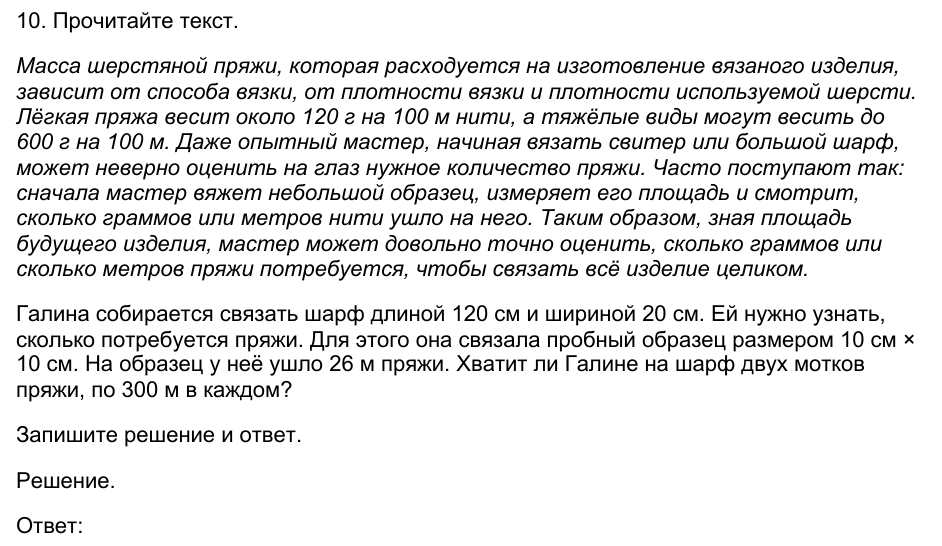 10. Прочитайте текст.
Масса шерстяной пряжи, которая расходуется на изготовление вязаного изделия,
зависит от способа вязки, от плотности вязки и плотности используемой шерсти.
Лёгкая пряжа весит около 120 г на 100 м нити, а тяжёлые виды могут весить до
600 г на 100 м. Даже опытный мастер, начиная вязать свитер или большой шарф,
может неверно оценить на глаз нужное количество пряжи. Часто поступают так:
сначала мастер вяжет небольшой образец, измеряет его площадь и смотрит,
сколько граммов или метров нити ушло на него. Таким образом, зная площадь
будущего изделия, мастер может довольно точно оценить, сколько граммов или
сколько метров пряжи потребуется, чтобы связать всё изделие целиком.
Галина собирается связать шарф длиной 120 см и шириной 20 см. Ей нужно узнать,
сколько потребуется пряжи. Для этого она связала пробный образец размером 10 см ×
10 см. На образец у неё ушло 26 м пряжи. Хватит ли Галине на шарф двух мотков
пряжи, по 300 м в каждом?
Запишите решение и ответ.
Решение.
Ответ: